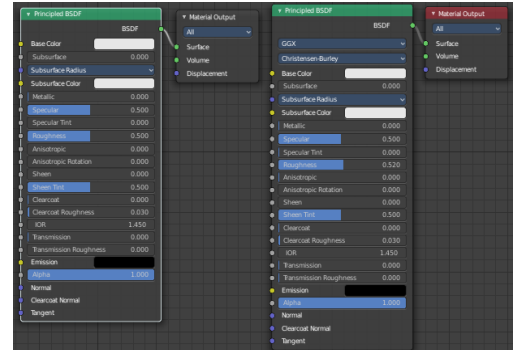 Principled BSDF
BSDF
Base Color
Subsurface 0.000
Subsurface Radius
Subsurface Color
Metallic 0.000
Specular 0.500
Specular Tint 0.000
Roughness 0.500
Anisotropic 0.000
Anisotropic Rotation 0.000
Sheen 0.000
Sheen Tint 0.500
Clearcoat 0.000
Clearcoat Roughness 0.030
IOR 1.450
Transmission 0.000
Transmission Roughness 0.000
Emission
Alpha 1.000
Normal
Clearcoat Normal
Tangent
Material Output
All
Surface
Volume
Displacement
Principled BSDF
BSDF
GGX
Christensen-Burley
Base Color
Subsurface 0.000
Subsurface Radius
Subsurface Color
Metallic 0.000
Specular 0.500
Specular Tint 0.000
Roughness 0.520
Anisotropic 0.000
Anisotropic Rotation 0.000
Sheen 0.000
Sheen Tint 0.500
Clearcoat 0.000
Clearcoat Roughness 0.030
IOR 1.450
Transmission 0.000
Transmission Roughness 0.000
Emission
Alpha 1.000
Normal
Clearcoat Normal
Tangent
Material Output
All
Surface
Volume
Displacement